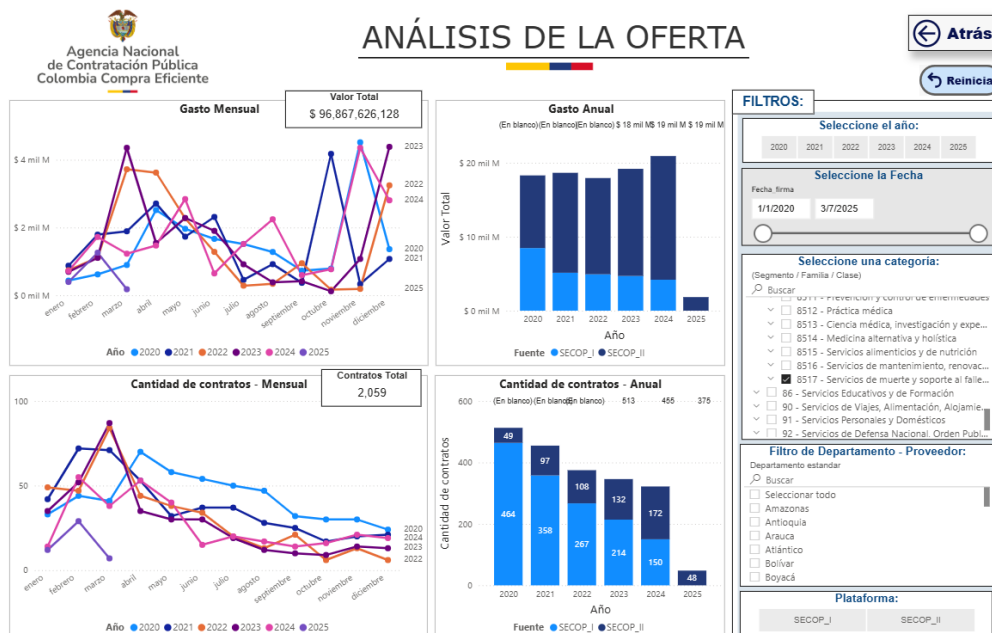 Agencia Nacional
de Contratación Pública
Colombia Compra Eficiente
ANÁLISIS DE LA OFERTA
Atrás
Reinicia
Gasto Mensual
Valor Total
$ 96,867,626,128
$ 4 mil M
$ 2 mil M
$ 0 mil M
2023
2022
2024
2020
2021
2025
enero
febrero
marzo
abril
mayo
junio
julio
agosto
septiembre
octubre
noviembre
diciembre
Año 2020 2021 2022 2023 2024 2025
Gasto Anual
(En blanco) (En blanco) (En blanco) $ 18 mil M $ 19 mil M $ 19 mil M
Valor Total
$ 20 mil M
$ 10 mil M
$ 0 mil M
2020 2021 2022 2023 2024 2025
Año
Fuente SECOP_I SECOP_II
Cantidad de contratos - Mensual
Contratos Total
2,059
100
50
0
2020
2024
2023
2022
enero
febrero
marzo
abril
mayo
junio
julio
agosto
septiembre
octubre
noviembre
diciembre
Año 2020 2021 2022 2023 2024 2025
Cantidad de contratos - Anual
(En blanco) (En blanco) (En blanco) 513 455 375
Cantidad de contratos
600
400
200
0
49
97
108
132
172
464
358
267
214
150
48
2020 2021 2022 2023 2024 2025
Año
Fuente SECOP_I SECOP_II
FILTROS:
Seleccione el año:
2020 2021 2022 2023 2024 2025
Seleccione la Fecha
Fecha_firma
1/1/2020 3/7/2025
Seleccione una categoría:
(Segmento / Familia / Clase)
Buscar
8511 - Prevención y control de enfermedades
8512 - Práctica médica
8513 - Ciencia médica, investigación y expe...
8514 - Medicina alternativa y holística
8515 - Servicios alimenticios y de nutrición
8516 - Servicios de mantenimiento, renovac...
8517 - Servicios de muerte y soporte al falle...
86 - Servicios Educativos y de Formación
90 - Servicios de Viajes, Alimentación, Alojamie...
91 - Servicios Personales y Domésticos
92 - Servicios de Defensa Nacional, Orden Publ...
Filtro de Departamento - Proveedor:
Departamento estandar
Buscar
Seleccionar todo
Amazonas
Antioquia
Arauca
Atlántico
Bolívar
Boyacá
Plataforma:
SECOP_I SECOP_II